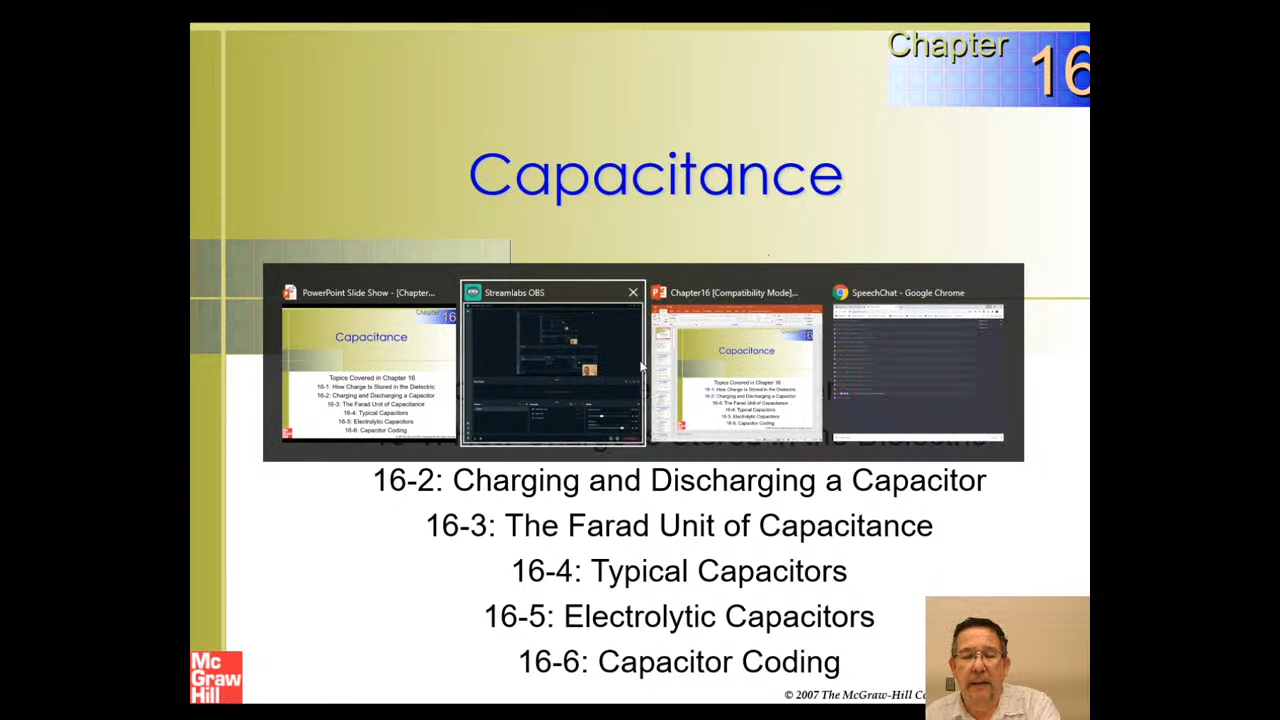 Chapter 16
Capacitance
PowerPoint Slide Show - [Chapter...
Streamlabs OBS
Chapter16 [Compatibility Mode]...
SpeechChat - Google Chrome
Chapter 16
Capacitance
Topics Covered in Chapter 16
16-1: How Charge Is Stored in the Dielectric
16-2: Charging and Discharging a Capacitor
16-3: The Farad Unit of Capacitance
16-4: Typical Capacitors
16-5: Electrolytic Capacitors
16-6: Capacitor Coding
16
Capacitance
Topics Covered in Chapter 16
16-1: How Charge Is Stored in the Dielectric
16-2: Charging and Discharging a Capacitor
16-3: The Farad Unit of Capacitance
16-4: Typical Capacitors
16-5: Electrolytic Capacitors
16-6: Capacitor Coding
16-2: Charging and Discharging a Capacitor
16-3: The Farad Unit of Capacitance
16-4: Typical Capacitors
16-5: Electrolytic Capacitors
16-6: Capacitor Coding
Mc
Graw
Hill
© 2007 The McGraw-Hill